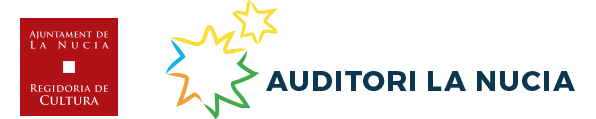 AJUNTAMENT DE
LA NUCIA
REGIDORIA DE
CULTURA
AUDITORI LA NUCIA